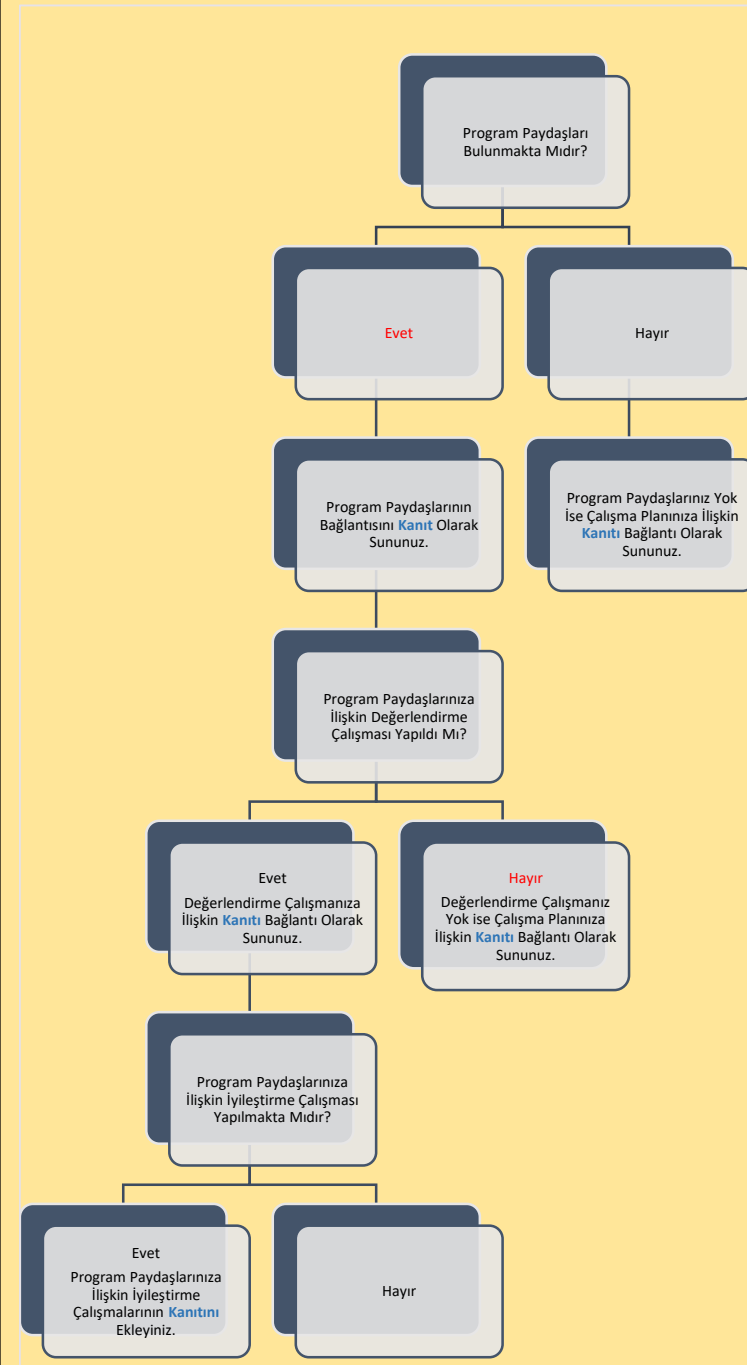 Program Paydaşları
Bulunmakta Mıdır?
Evet
Hayır
Program Paydaşlarının
Bağlantısını Kanıt Olarak
Sununuz.
Program Paydaşlarınız Yok
İse Çalışma Planınıza İlişkin
Kanıtı Bağlantı Olarak
Sununuz.
Program Paydaşlarınıza
İlişkin Değerlendirme
Çalışması Yapıldı Mı?
Evet
Değerlendirme Çalışmanıza
İlişkin Kanıtı Bağlantı Olarak
Sununuz.
Hayır
Değerlendirme Çalışmanız
Yok ise Çalışma Planınıza
İlişkin Kanıtı Bağlantı Olarak
Sununuz.
Program Paydaşlarınıza
İlişkin İyileştirme Çalışması
Yapılmakta Mıdır?
Evet
Program Paydaşlarınıza
İlişkin İyileştirme
Çalışmalarının Kanıtını
Ekleyiniz.
Hayır